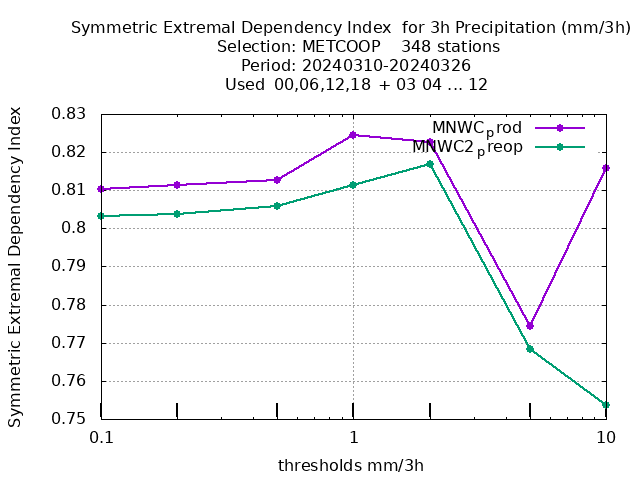 Symmetric Extremal Dependency Index  for 3h Precipitation (mm/3h)
Selection: METCOOP    348 stations
Period: 20240310-20240326
Used  00,06,12,18  + 03 04 ... 12
Symmetric Extremal Dependency Index
0.83
0.82
0.81
0.8
0.79
0.78
0.77
0.76
0.75
MNWCprod
MNWC2preop
0.1
1
10
thresholds mm/3h